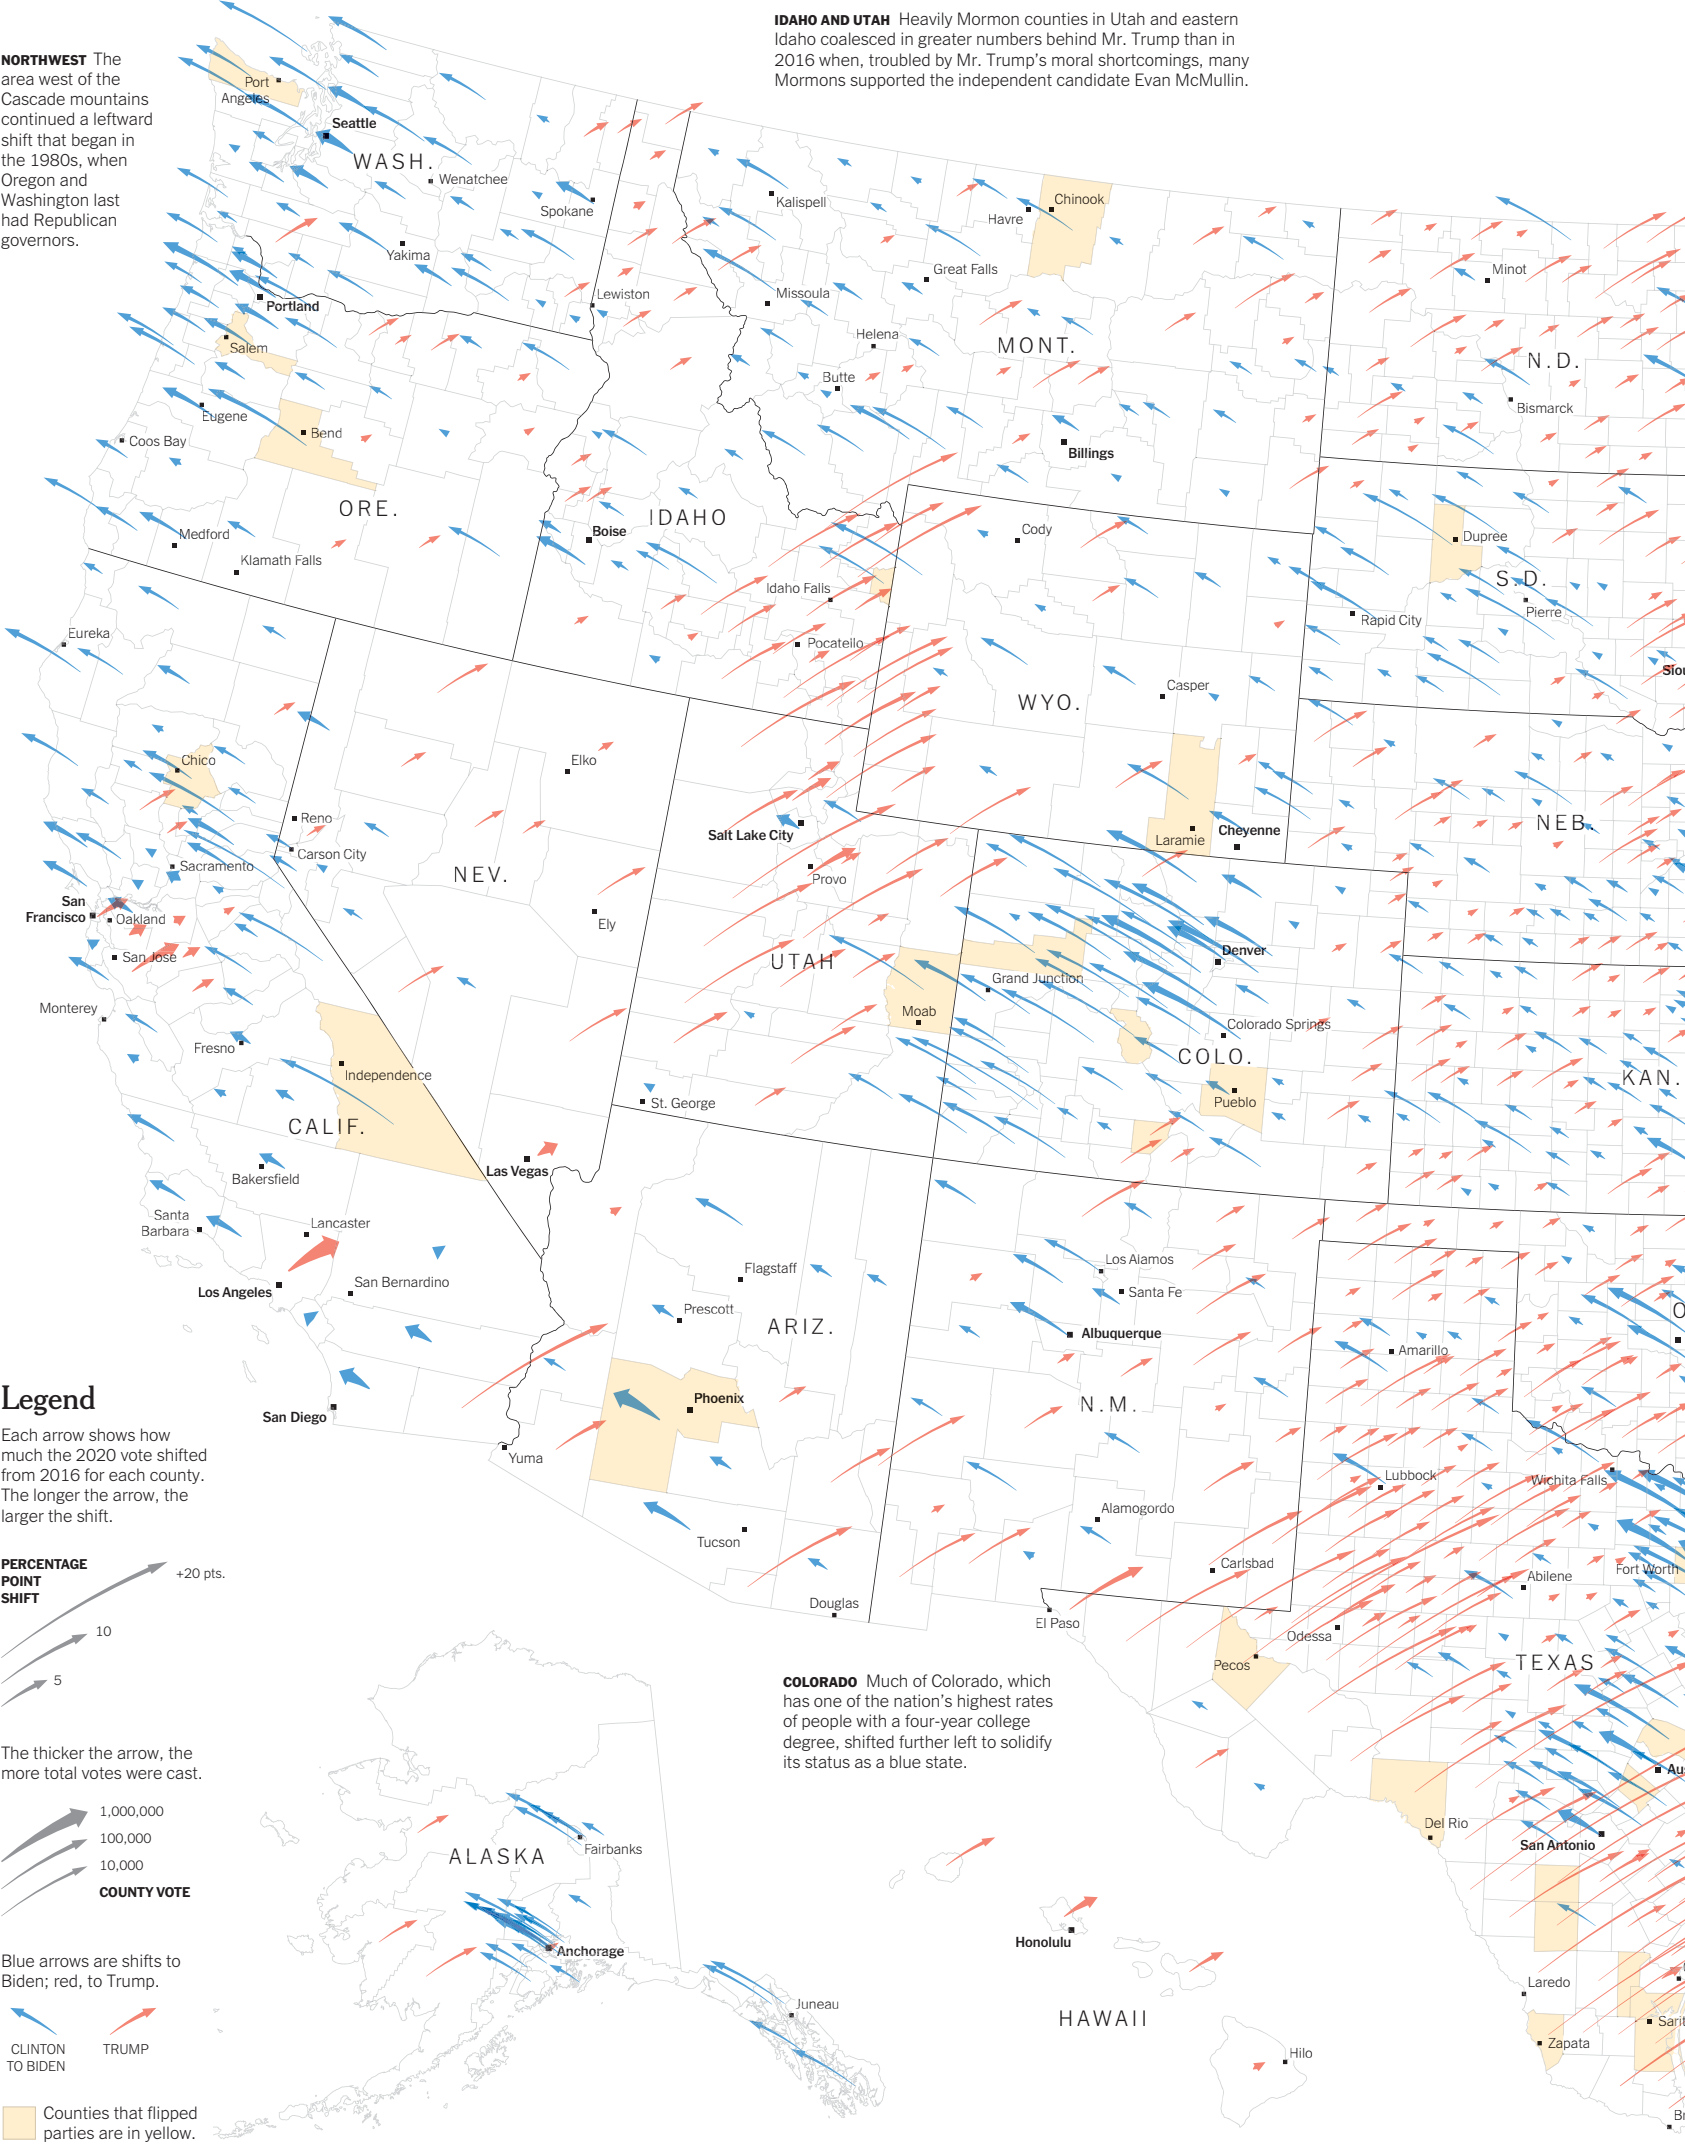 IDAHO AND UTAH Heavily Mormon counties in Utah and eastern
Idaho coalesced in greater numbers behind Mr. Trump than in
2016 when, troubled by Mr. Trump's moral shortcomings, many
Mormons supported the independent candidate Evan McMullin.
NORTHWEST The
area west of the
Cascade mountains
continued a leftward
shift that began in
the 1980s, when
Oregon and
Washington last
had Republican
governors.
Port
Angeles
Seattle
WASH.
Wenatchee
Spokane
Yakima
Kalispell
Havre
Chinook
Great Falls
Minot
Lewiston
Missoula
Portland
Helena
MONT.
N.D.
Salem
Butte
Bismarck
Eugene
Bend
Coos Bay
Billings
ORE.
IDAHO
Boise
Cody
Medford
Dupree
Klamath Falls
S.D.
Idaho Falls
Pierre
Rapid City
Eureka
Pocatello
Siou
Casper
WYO.
Chico
Elko
Reno
Salt Lake City
NEB.
Cheyenne
Laramie
Carson City
Sacramento
NEV.
Provo
San
Francisco
Oakland
Ely
Denver
San Jose
UTAH
Grand Junction
Monterey
Moab
Colorado Springs
Fresno
COLO.
Independence
KAN.
St. George
Pueblo
CALIF.
Las Vegas
Bakersfield
Santa
Barbara
Lancaster
Los Alamos
Flagstaff
San Bernardino
Los Angeles
Santa Fe
Prescott
O
ARIZ.
Albuquerque
Amarillo
Legend
Phoenix
N.M.
San Diego
Each arrow shows how
much the 2020 vote shifted
from 2016 for each county.
The longer the arrow, the
larger the shift.
Yuma
Lubbock
Wichita Falls
Alamogordo
Tucson
PERCENTAGE
POINT
SHIFT
+20 pts.
10
5
Carlsbad
Fort Worth
Abilene
Douglas
El Paso
Odessa
Pecos
TEXAS
COLORADO Much of Colorado, which
has one of the nation's highest rates
of people with a four-year college
degree, shifted further left to solidify
its status as a blue state.
The thicker the arrow, the
more total votes were cast.
Au
1,000,000
100,000
10,000
COUNTY VOTE
Del Rio
San Antonio
Fairbanks
ALASKA
Honolulu
Anchorage
Blue arrows are shifts to
Biden; red, to Trump.
Laredo
Juneau
HAWAII
Sarit
CLINTON
TO BIDEN
TRUMP
Zapata
Hilo
Counties that flipped
parties are in yellow.
Br